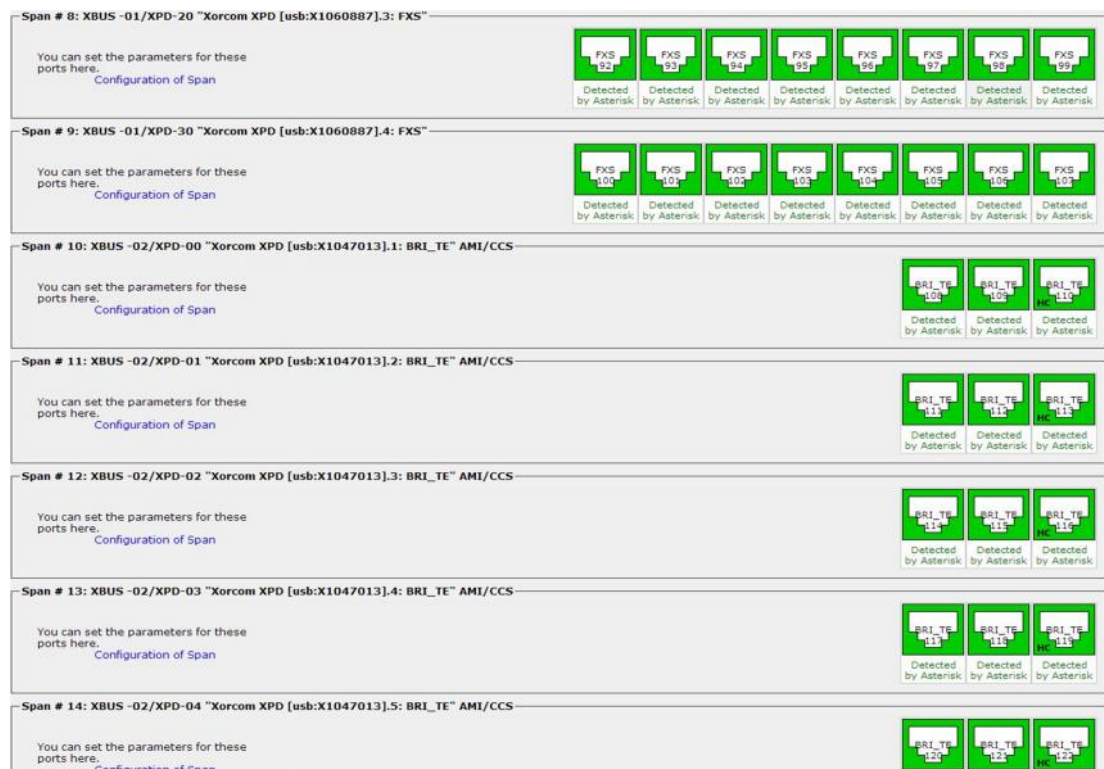 Span # 8: XBUS -01/XPD-20 "Xorcom XPD [usb:X1060887].3: FXS"
You can set the parameters for these
ports here.
Configuration of Span
FXS FXS FXS FXS FXS FXS FXS FXS
92 93 94 95 96 97 98 99
Detected Detected Detected Detected Detected Detected Detected Detected
by Asterisk by Asterisk by Asterisk by Asterisk by Asterisk by Asterisk by Asterisk by Asterisk
Span # 9: XBUS -01/XPD-30 "Xorcom XPD [usb:X1060887].4: FXS"
You can set the parameters for these
ports here.
Configuration of Span
FXS FXS FXS FXS FXS FXS FXS FXS
100 101 102 103 104 105 106 107
Detected Detected Detected Detected Detected Detected Detected Detected
by Asterisk by Asterisk by Asterisk by Asterisk by Asterisk by Asterisk by Asterisk by Asterisk
Span # 10: XBUS -02/XPD-00 "Xorcom XPD [usb:X1047013].1: BRI_TE" AMI/CCS
You can set the parameters for these
ports here.
Configuration of Span
BRI_TE BRI_TE BRI_TE
108 109 HC 110
Detected Detected Detected
by Asterisk by Asterisk by Asterisk
Span # 11: XBUS -02/XPD-01 "Xorcom XPD [usb:X1047013].2: BRI_TE" AMI/CCS
You can set the parameters for these
ports here.
Configuration of Span
BRI_TE BRI_TE BRI_TE
111 112 HC 113
Detected Detected Detected
by Asterisk by Asterisk by Asterisk
Span # 12: XBUS -02/XPD-02 "Xorcom XPD [usb:X1047013].3: BRI_TE" AMI/CCS
You can set the parameters for these
ports here.
Configuration of Span
BRI_TE BRI_TE BRI_TE
114 115 HC 116
Detected Detected Detected
by Asterisk by Asterisk by Asterisk
Span # 13: XBUS -02/XPD-03 "Xorcom XPD [usb:X1047013].4: BRI_TE" AMI/CCS
You can set the parameters for these
ports here.
Configuration of Span
BRI_TE BRI_TE BRI_TE
117 118 HC 119
Detected Detected Detected
by Asterisk by Asterisk by Asterisk
Span # 14: XBUS -02/XPD-04 "Xorcom XPD [usb:X1047013].5: BRI_TE" AMI/CCS
You can set the parameters for these
ports here.
Configuration of Span
BRI_TE BRI_TE BRI_TE
120 121 HC 122